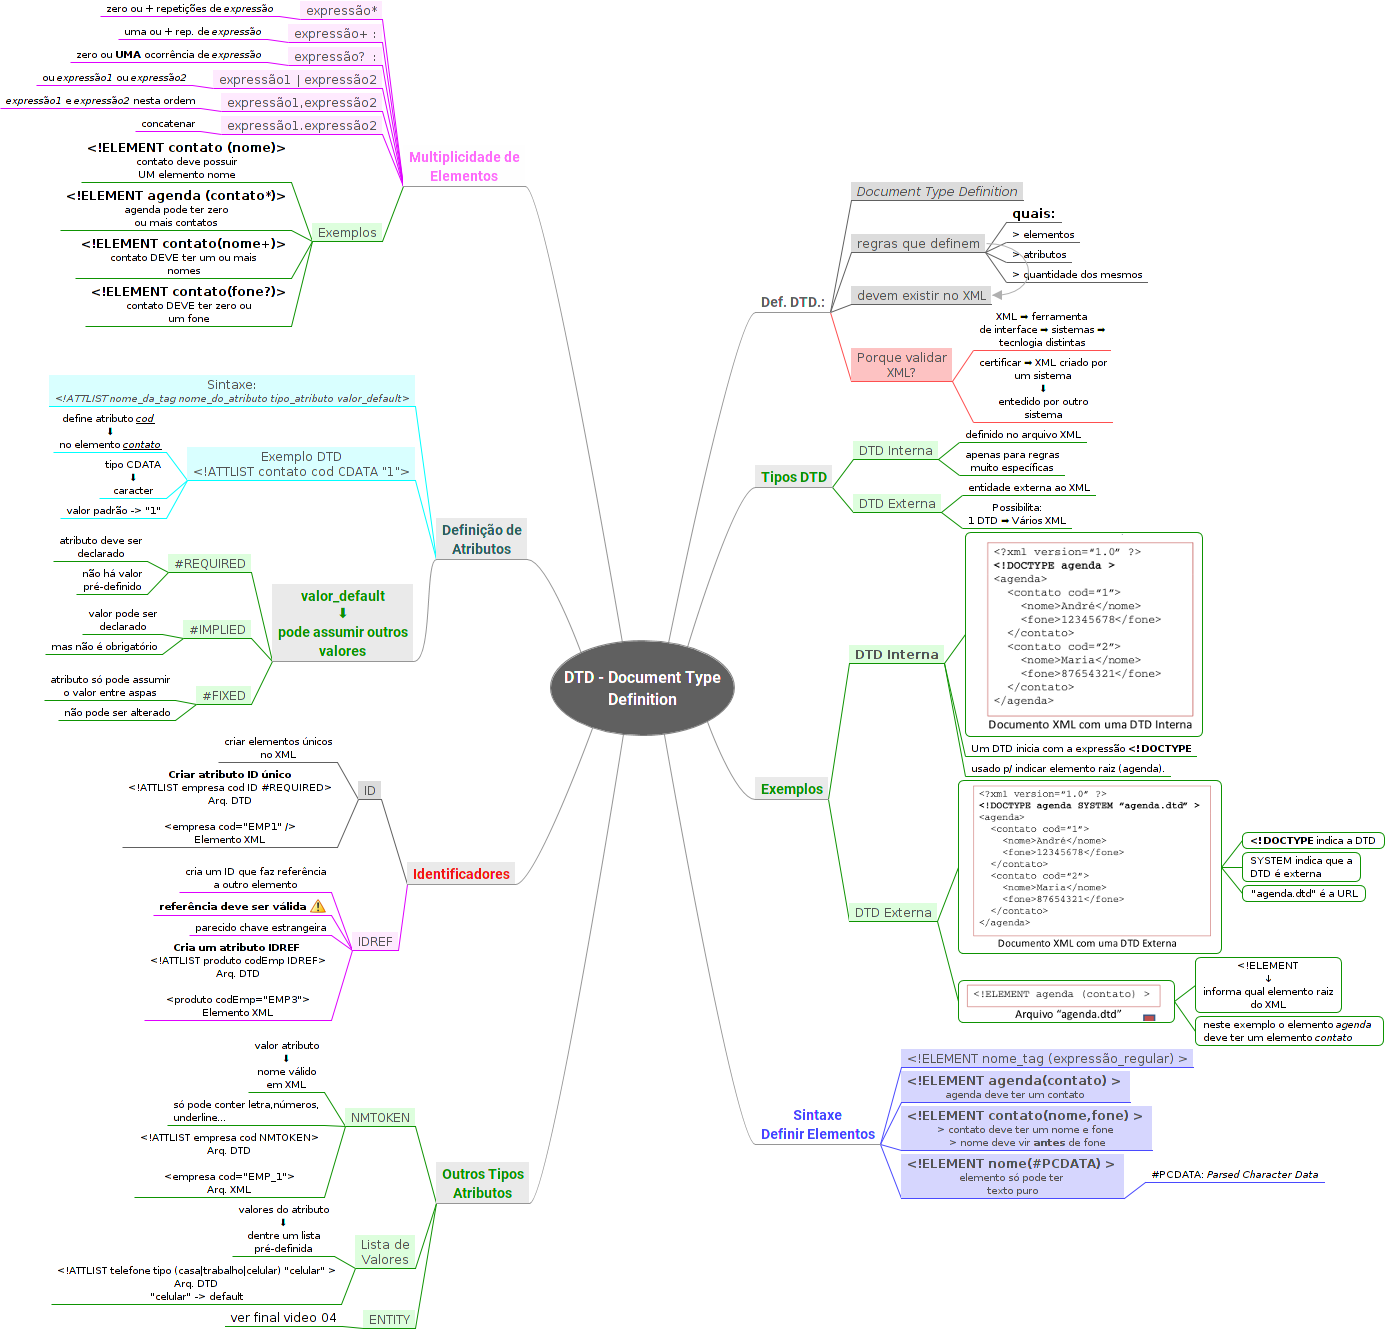 DTD - Document Type
Definition
Multiplicidade de
Elementos
expressão*
zero ou + repetições de expressão
expressão+ :
uma ou + rep. de expressão
expressão? :
zero ou UMA ocorrência de expressão
expressão1 | expressão2
ou expressão1 ou expressão2
expressão1,expressão2
expressão1 e expressão2 nesta ordem
expressão1.expressão2
concatenar
Exemplos
<!ELEMENT contato (nome)>
contato deve possuir
UM elemento nome
<!ELEMENT agenda (contato*)>
agenda pode ter zero
ou mais contatos
<!ELEMENT contato(nome+)>
contato DEVE ter um ou mais
nomes
<!ELEMENT contato(fone?)>
contato DEVE ter zero ou
um fone
Definição de
Atributos
Sintaxe:
<!ATTLIST nome_da_tag nome_do_atributo tipo_atributo valor_default>
Exemplo DTD
<!ATTLIST contato cod CDATA "1">
define atributo cod
⬇
no elemento contato
tipo CDATA
⬇
caracter
valor padrão -> "1"
valor_default
⬇
pode assumir outros
valores
#REQUIRED
atributo deve ser
declarado
não há valor
pré-definido
#IMPLIED
valor pode ser
declarado
mas não é obrigatório
#FIXED
atributo só pode assumir
o valor entre aspas
não pode ser alterado
Identificadores
ID
criar elementos únicos
no XML
Criar atributo ID único
<!ATTLIST empresa cod ID #REQUIRED>
Arq. DTD
<empresa cod="EMP1" />
Elemento XML
IDREF
cria um ID que faz referência
a outro elemento
referência deve ser válida
parecido chave estrangeira
Cria um atributo IDREF
<!ATTLIST produto codEmp IDREF>
Arq. DTD
<produto codEmp="EMP3">
Elemento XML
Outros Tipos
Atributos
NMTOKEN
valor atributo
⬇
nome válido
em XML
só pode conter letra,números,
underline...
<!ATTLIST empresa cod NMTOKEN>
Arq. DTD
<empresa cod="EMP_1">
Arq. XML
Lista de
Valores
valores do atributo
⬇
dentre um lista
pré-definida
<!ATTLIST telefone tipo (casa|trabalho|celular) "celular" >
Arq. DTD
"celular" -> default
ENTITY
ver final video 04
Def. DTD.:
Document Type Definition
regras que definem
quais:
> elementos
> atributos
> quantidade dos mesmos
devem existir no XML
Porque validar
XML?
XML ➡ ferramenta
de interface ➡ sistemas ➡
tecnlogia distintas
certificar ➡ XML criado por
um sistema
⬇
entedido por outro
sistema
Tipos DTD
DTD Interna
definido no arquivo XML
apenas para regras
muito específicas
DTD Externa
entidade externa ao XML
Possibilita:
1 DTD ➡ Vários XML
Exemplos
DTD Interna
<?xml version="1.0" ?>
<!DOCTYPE agenda >
<agenda>
<contato cod="1">
<nome>André</nome>
<fone>12345678</fone>
</contato>
<contato cod="2">
<nome>Maria</nome>
<fone>87654321</fone>
</contato>
</agenda>
Documento XML com uma DTD Interna
Um DTD inicia com a expressão <!DOCTYPE
usado p/ indicar elemento raiz (agenda).
DTD Externa
<?xml version="1.0" ?>
<!DOCTYPE agenda SYSTEM "agenda.dtd" >
<agenda>
<contato cod="1">
<nome>André</nome>
<fone>12345678</fone>
</contato>
<contato cod="2">
<nome>Maria</nome>
<fone>87654321</fone>
</contato>
</agenda>
Documento XML com uma DTD Externa
<!DOCTYPE indica a DTD
SYSTEM indica que a
DTD é externa
"agenda.dtd" é a URL
<!ELEMENT agenda (contato) >
Arquivo "agenda.dtd"
<!ELEMENT
↓
informa qual elemento raiz
do XML
neste exemplo o elemento agenda
deve ter um elemento contato
Sintaxe
Definir Elementos
<!ELEMENT nome_tag (expressão_regular) >
<!ELEMENT agenda(contato) >
agenda deve ter um contato
<!ELEMENT contato(nome,fone) >
> contato deve ter um nome e fone
> nome deve vir antes de fone
<!ELEMENT nome(#PCDATA) >
elemento só pode ter
texto puro
#PCDATA: Parsed Character Data